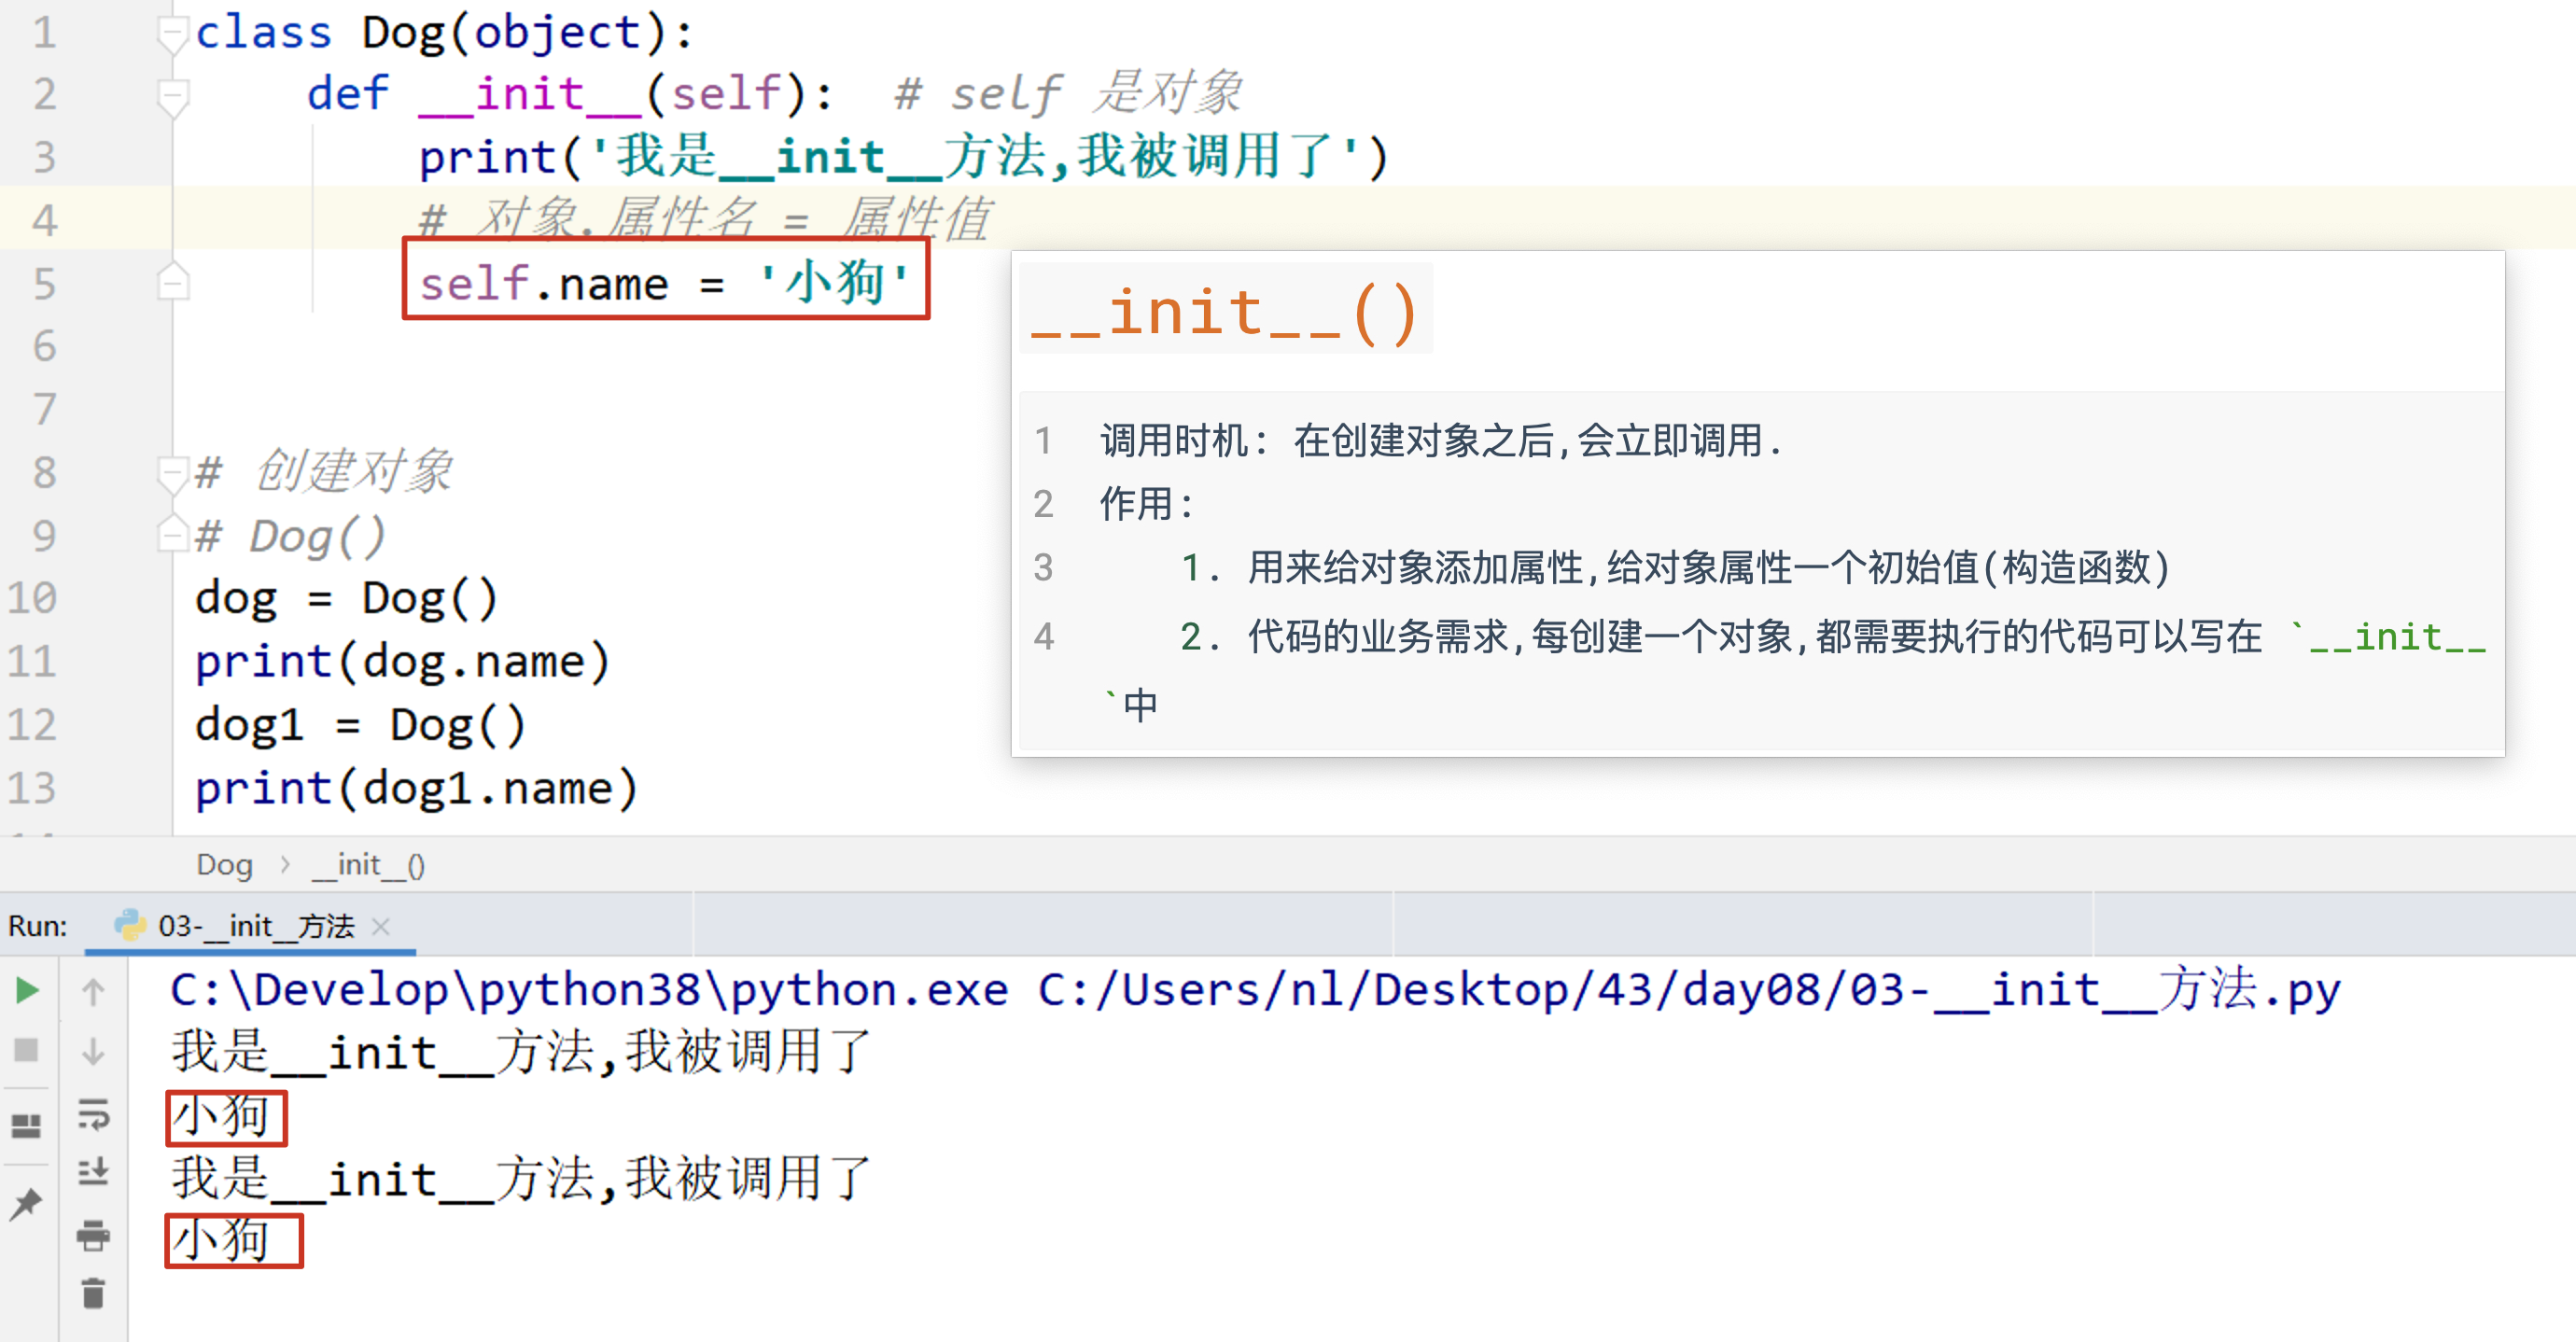 1 class Dog(object):
2 def __init__(self): # self 是对象
3 print('我是__init__方法,我被调用了')
4 # 对象.属性名 = 属性值
5 self.name = '小狗'
6
7
8 # 创建对象
9 # Dog()
10 dog = Dog()
11 print(dog.name)
12 dog1 = Dog()
13 print(dog1.name)
__init__()
1 调用时机: 在创建对象之后,会立即调用.
2 作用:
3 1. 用来给对象添加属性,给对象属性一个初始值(构造函数)
4 2. 代码的业务需求,每创建一个对象,都需要执行的代码可以写在 `__init__
`中
Dog › __init__()
Run: 03-__init__方法 ×
C:\Develop\python38\python.exe C:/Users/nl/Desktop/43/day08/03-__init__方法.py
我是__init__方法,我被调用了
小狗
我是__init__方法,我被调用了
小狗